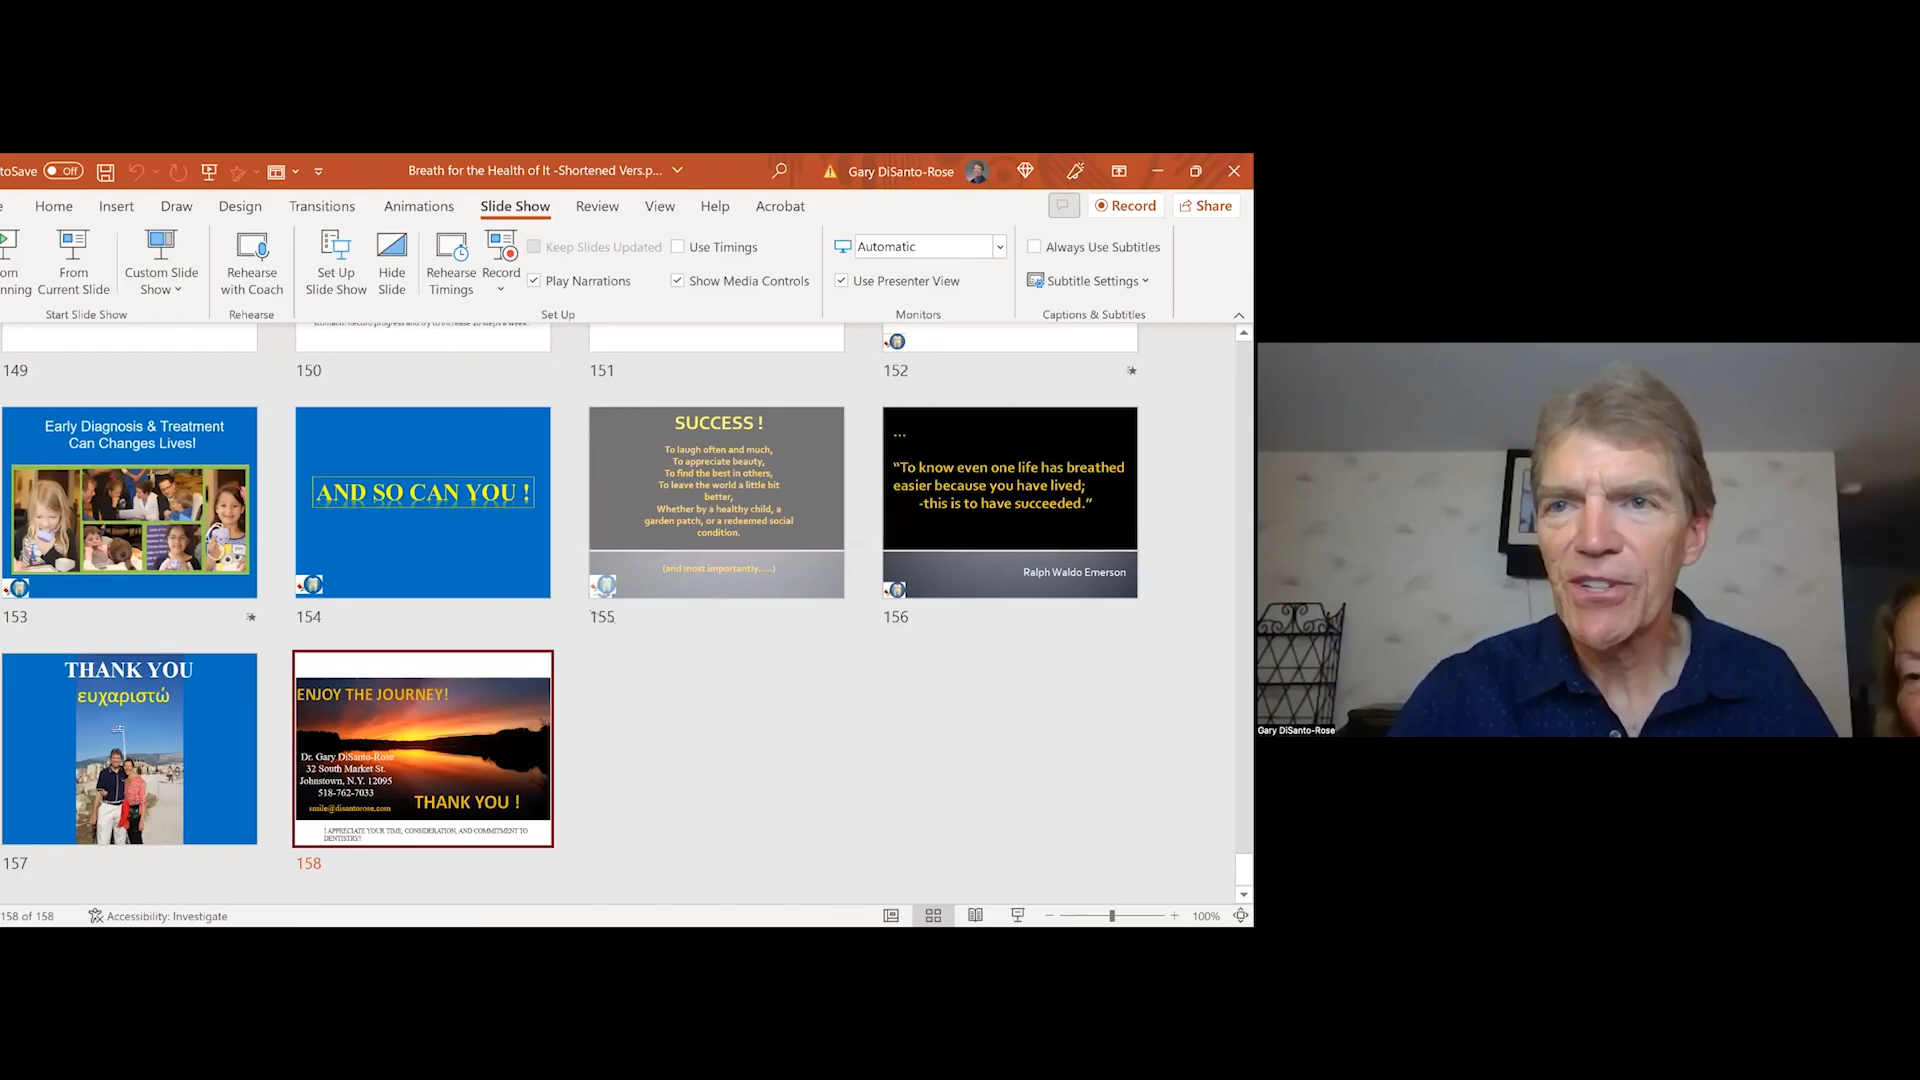 toSave Off
Breath for the Health of It -Shortened Vers.p...
Gary DiSanto-Rose
Home Insert Draw Design Transitions Animations Slide Show Review View Help Acrobat
Record Share
From Current Slide
Custom Slide Show
Rehearse with Coach
Set Up Slide Show
Hide Slide
Rehearse Timings
Record
Keep Slides Updated
Use Timings
Play Narrations
Show Media Controls
Automatic
Use Presenter View
Always Use Subtitles
Subtitle Settings
Start Slide Show
Rehearse
Set Up
Monitors
Captions & Subtitles
149
150
151
152
Early Diagnosis & Treatment
Can Changes Lives!
153
AND SO CAN YOU !
154
SUCCESS !
To laugh often and much,
To appreciate beauty,
To find the best in others,
To leave the world a little bit
better,
Whether by a healthy child, a
garden patch, or a redeemed social
condition.
(and most importantly.....)
155
...
“To know even one life has breathed
easier because you have lived;
-this is to have succeeded.”
Ralph Waldo Emerson
156
THANK YOU
ευχαριστώ
157
ENJOY THE JOURNEY!
Dr. Gary DiSanto-Rose
32 South Market St.
Johnstown, N.Y. 12095
518-762-7033
smile@disantorose.com
THANK YOU !
I APPRECIATE YOUR TIME, CONSIDERATION, AND COMMITMENT TO
DENTISTRY!
158
158 of 158
Accessibility: Investigate
100%
Gary DiSanto-Rose